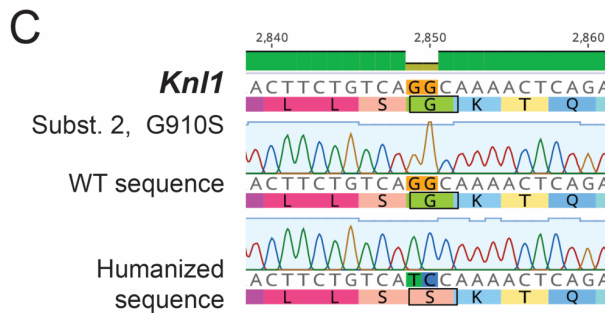 C
2,840 2,850 2,860
Knl1
ACTTCTGTCAGGCAAAACTCAGA
L L S G K T Q
Subst. 2, G910S
WT sequence
ACTTCTGTCAGGCAAAACTCAGA
L L S G K T Q
Humanized
sequence
ACTTCTGTCATCCAAAACTCAGA
L L S S K T Q